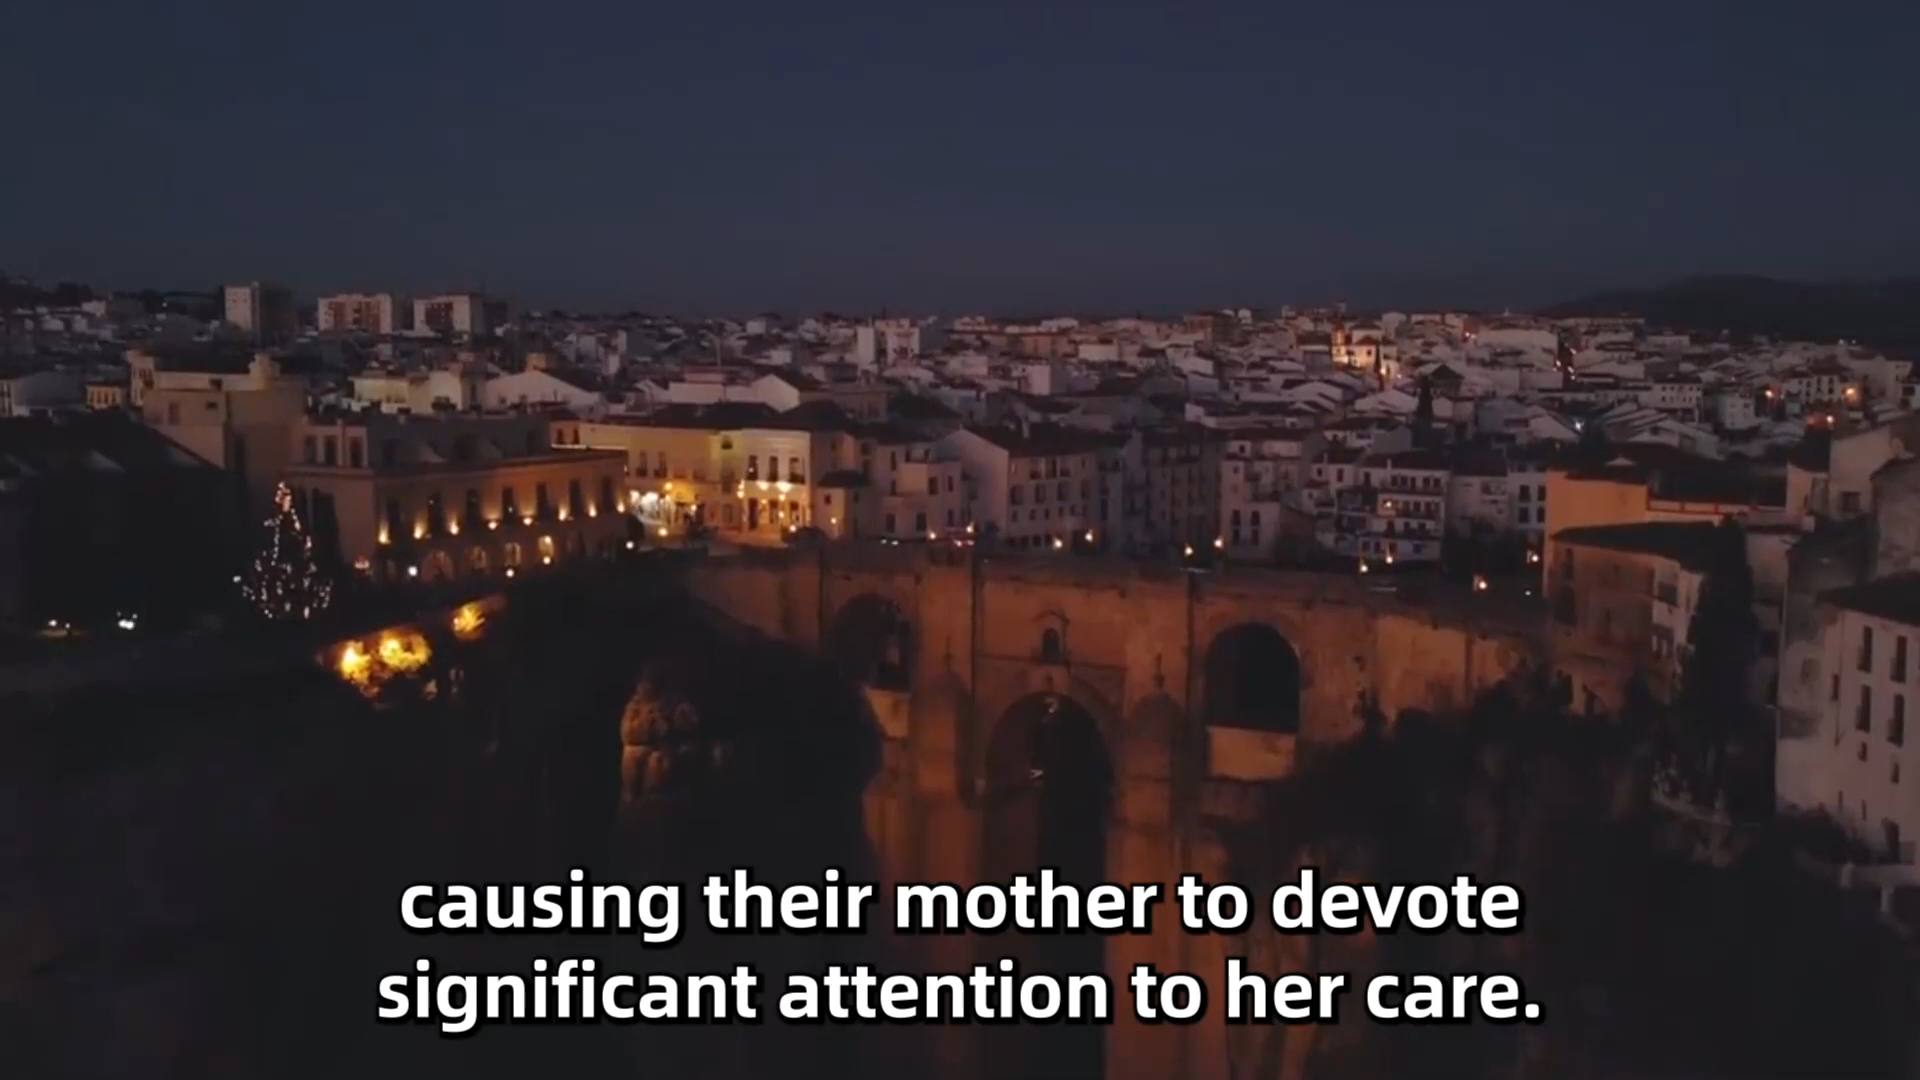 causing their mother to devote
significant attention to her care.